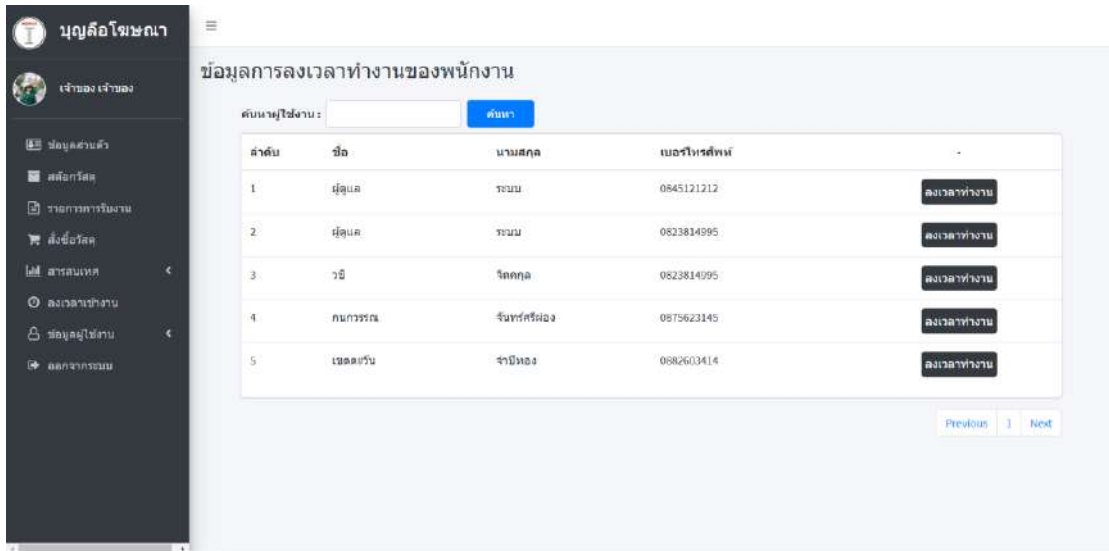 บุญลือโฆษณา
เจ้าของ เจ้าของ
ข้อมูลส่วนตัว
สต๊อกวัสดุ
รายการการรับงาน
สั่งซื้อวัสดุ
สารสนเทศ
ลงเวลาเข้างาน
ข้อมูลผู้ใช้งาน
ออกจากระบบ
ข้อมูลการลงเวลาทำงานของพนักงาน
ค้นหาผู้ใช้งาน : ค้นหา
ลำดับ ชื่อ นามสกุล เบอร์โทรศัพท์ -
1 ผู้ดูแล ระบบ 0845121212 ลงเวลาทำงาน
2 ผู้ดูแล ระบบ 0823814995 ลงเวลาทำงาน
3 วชิ 0823814995 ลงเวลาทำงาน
4 กนกวรรณ จันทร์ศรีผ่อง 0875623145 ลงเวลาทำงาน
5 เขตตะวัน จำปีทอง 0882603414 ลงเวลาทำงาน
Previous 1 Next